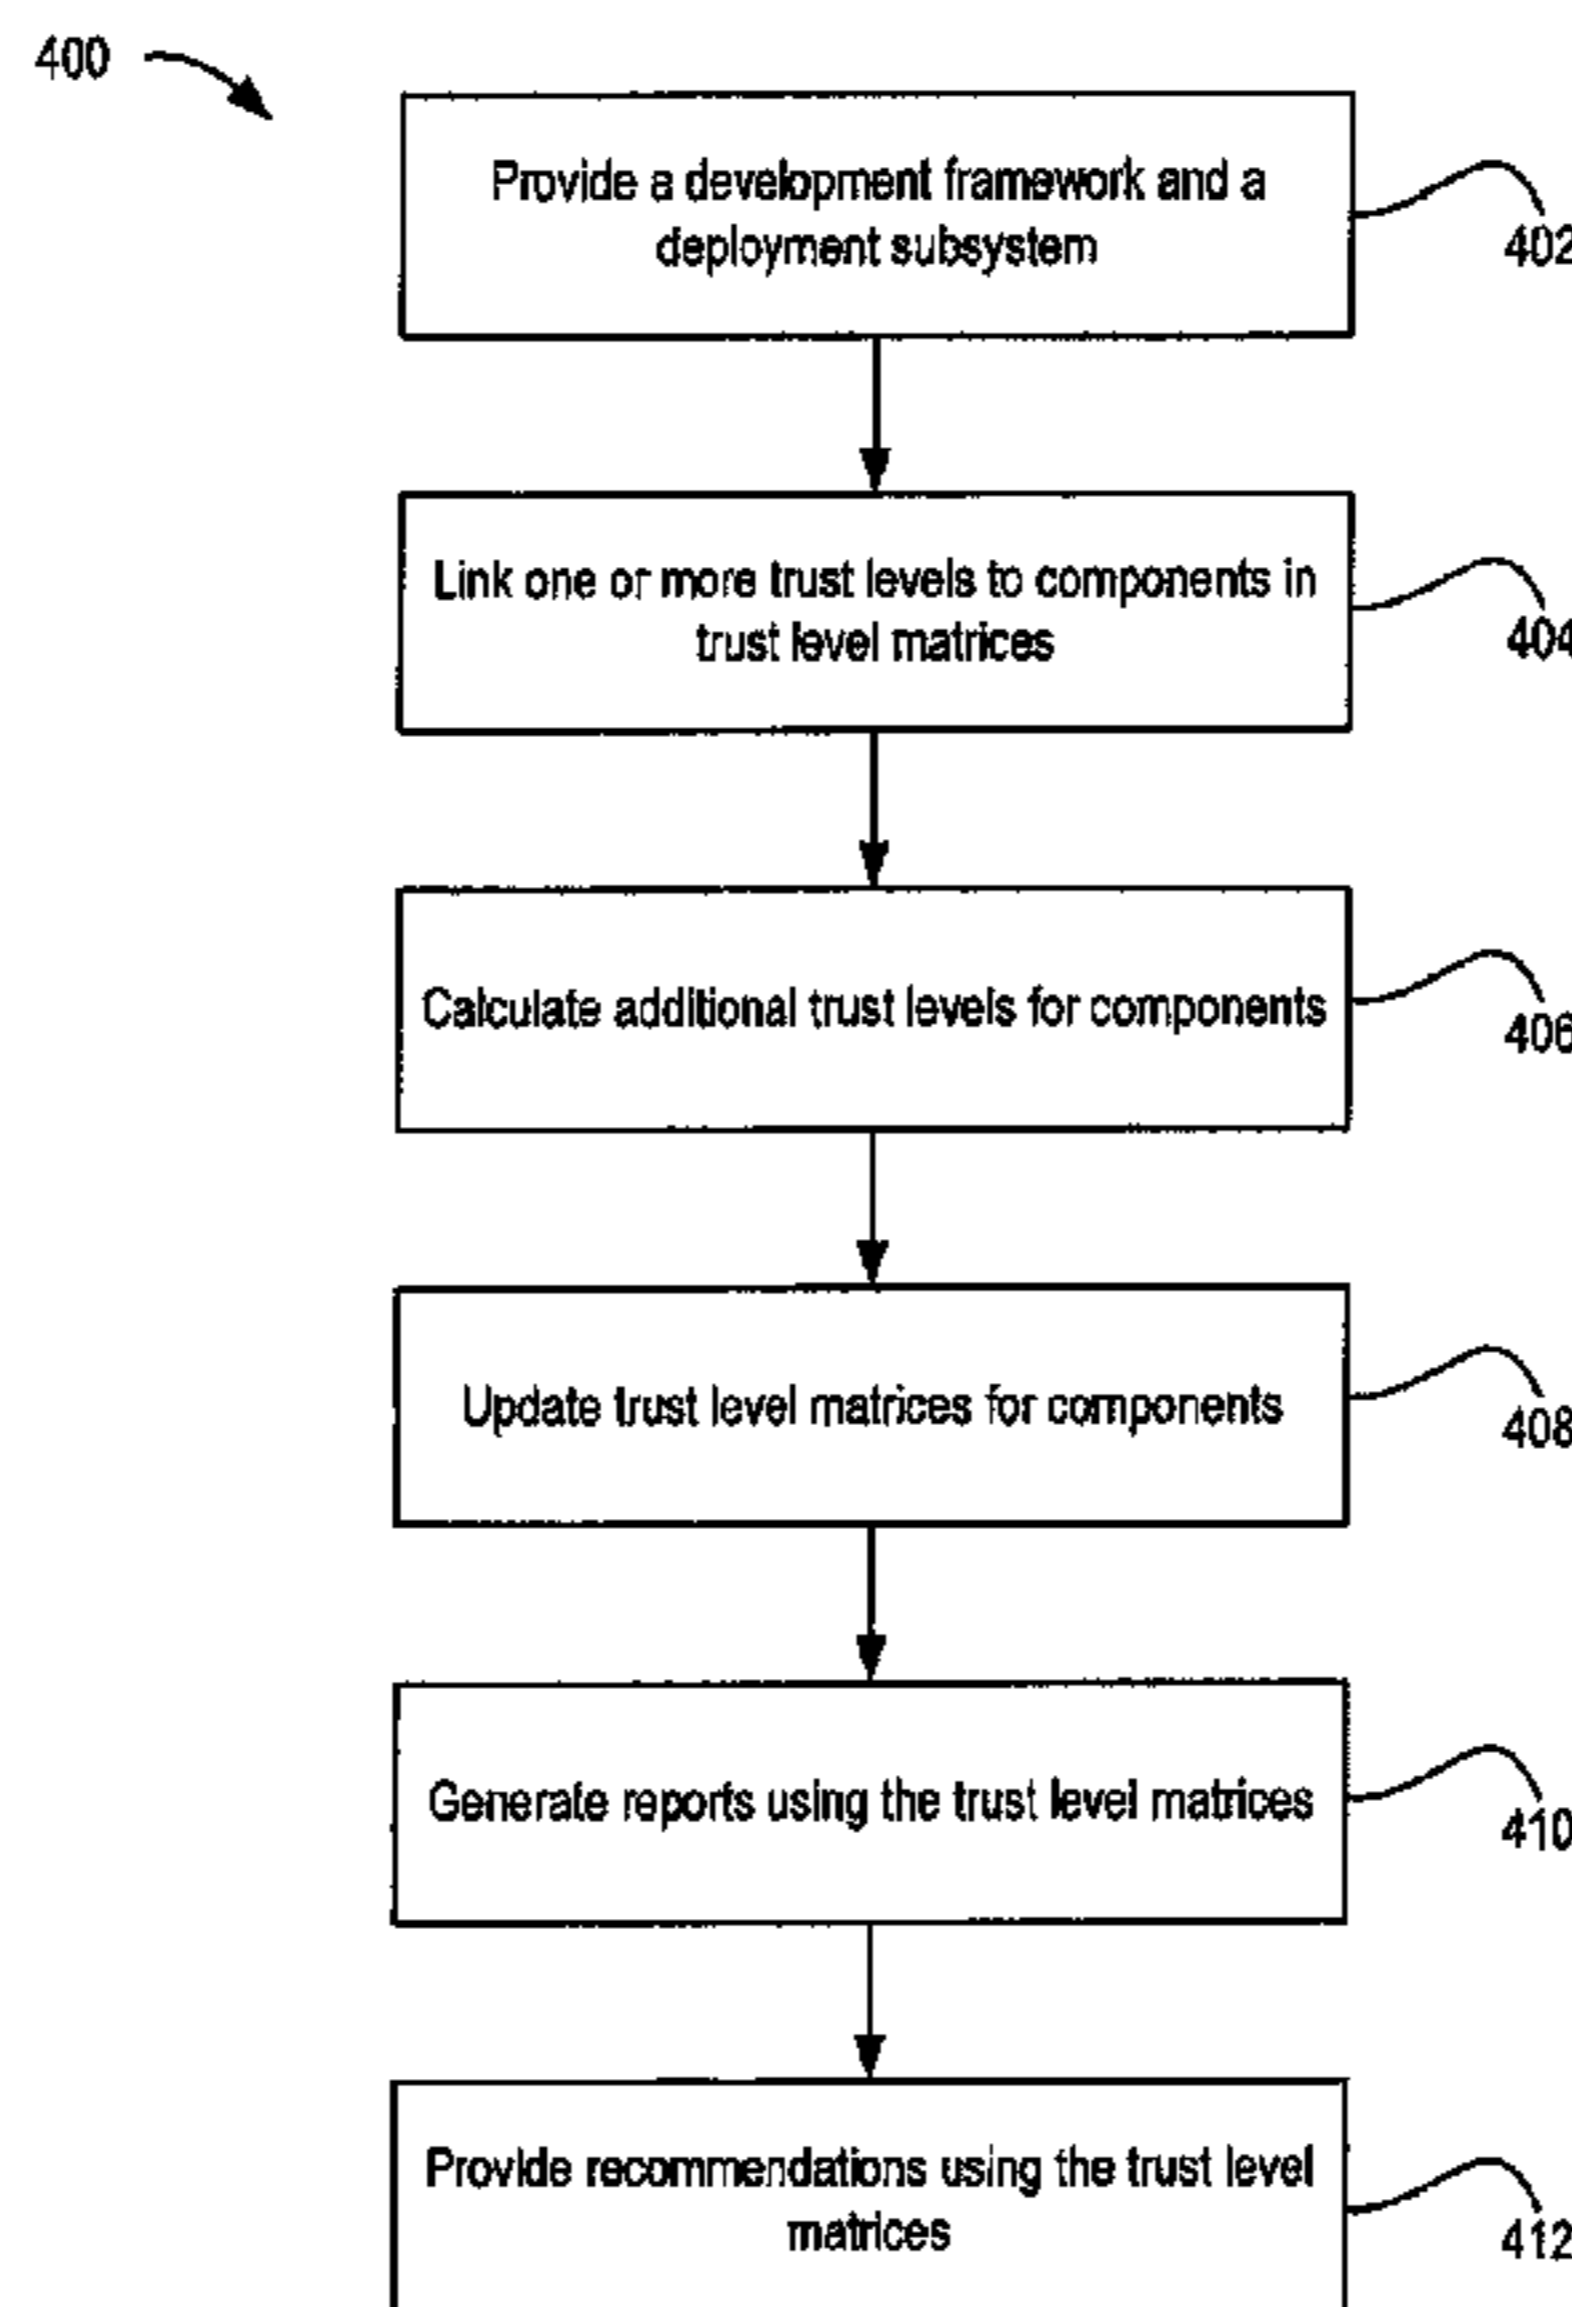 400
Provide a development framework and a
deployment subsystem
402
Link one or more trust levels to components in
trust level matrices
404
Calculate additional trust levels for components
406
Update trust level matrices for components
408
Generate reports using the trust level matrices
410
Provide recommendations using the trust level
matrices
412